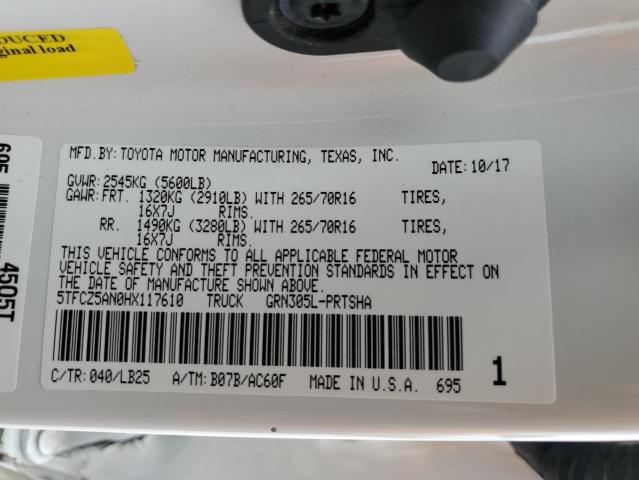 DUCED
ginal load
605
4505T
MFD.BY: TOYOTA MOTOR MANUFACTURING, TEXAS, INC.
DATE: 10/17
GVWR: 2545KG (5600LB)
GAWR: FRT. 1320KG (2910LB) WITH 265/70R16 TIRES,
16X7J RIMS.
RR. 1490KG (3280LB) WITH 265/70R16 TIRES,
16X7J RIMS.
THIS VEHICLE CONFORMS TO ALL APPLICABLE FEDERAL MOTOR
VEHICLE SAFETY AND THEFT PREVENTION STANDARDS IN EFFECT ON
THE DATE OF MANUFACTURE SHOWN ABOVE.
5TFCZ5AN0HX117610 TRUCK GRN305L-PRTSHA
C/TR: 040/LB25 A/TM: B07B/AC60F MADE IN U.S.A. 695 1